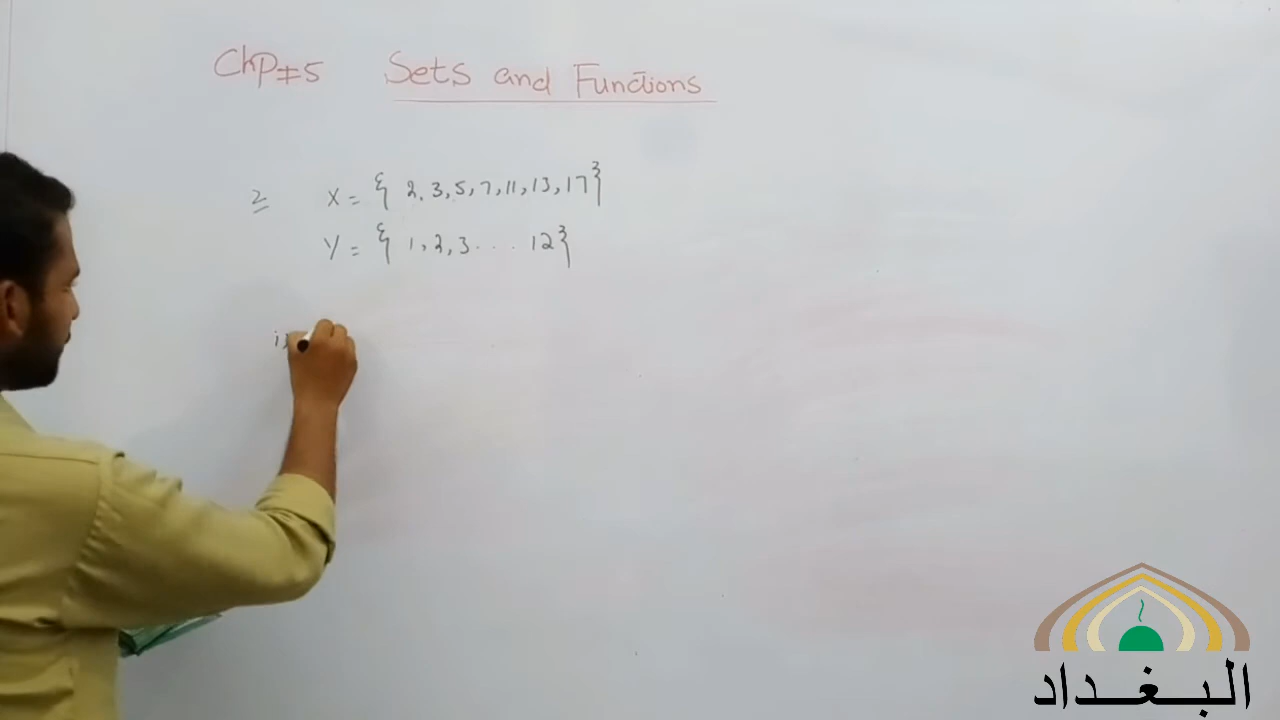 Chp#5 Sets and Functions
2 X = { 2, 3, 5, 7, 11, 13, 17}
Y = { 1, 2, 3 . . . 12}
i)
البغداد